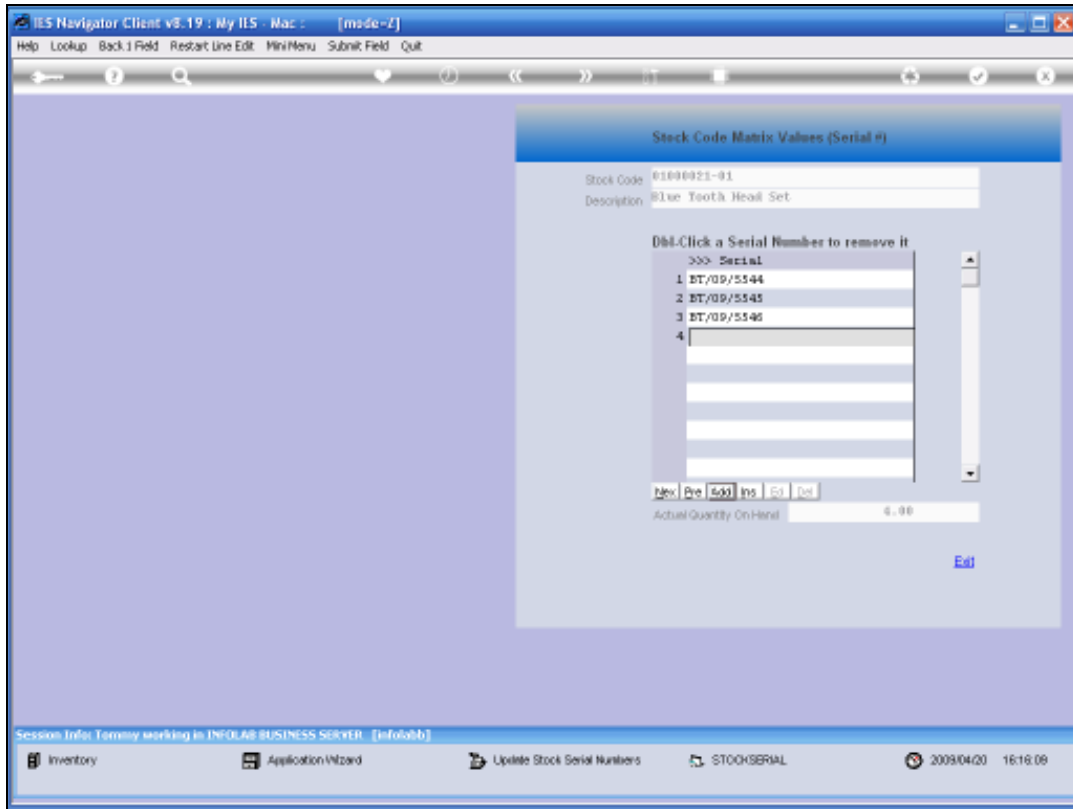 IES Navigator Client v8.19 : My IES - Mac : [mode=Z]
Help Lookup Back 1 Field Restart Line Edit MiniMenu Submit Field Quit
Stock Code Matrix Values (Serial #)
Stock Code 01000021-01
Description Blue Tooth Head Set
Dbl-Click a Serial Number to remove it
>>> Serial
1 BT/09/5544
2 BT/09/5545
3 BT/09/5546
4
Nex Pre Add Ins Ed Del
Actual Quantity On Hand 4.00
Exit
Session Info: Tommy working in INFOLAB BUSINESS SERVER [infolabb]
Inventory Application Wizard Update Stock Serial Numbers STOCKSERIAL 2009/04/20 16:16:09